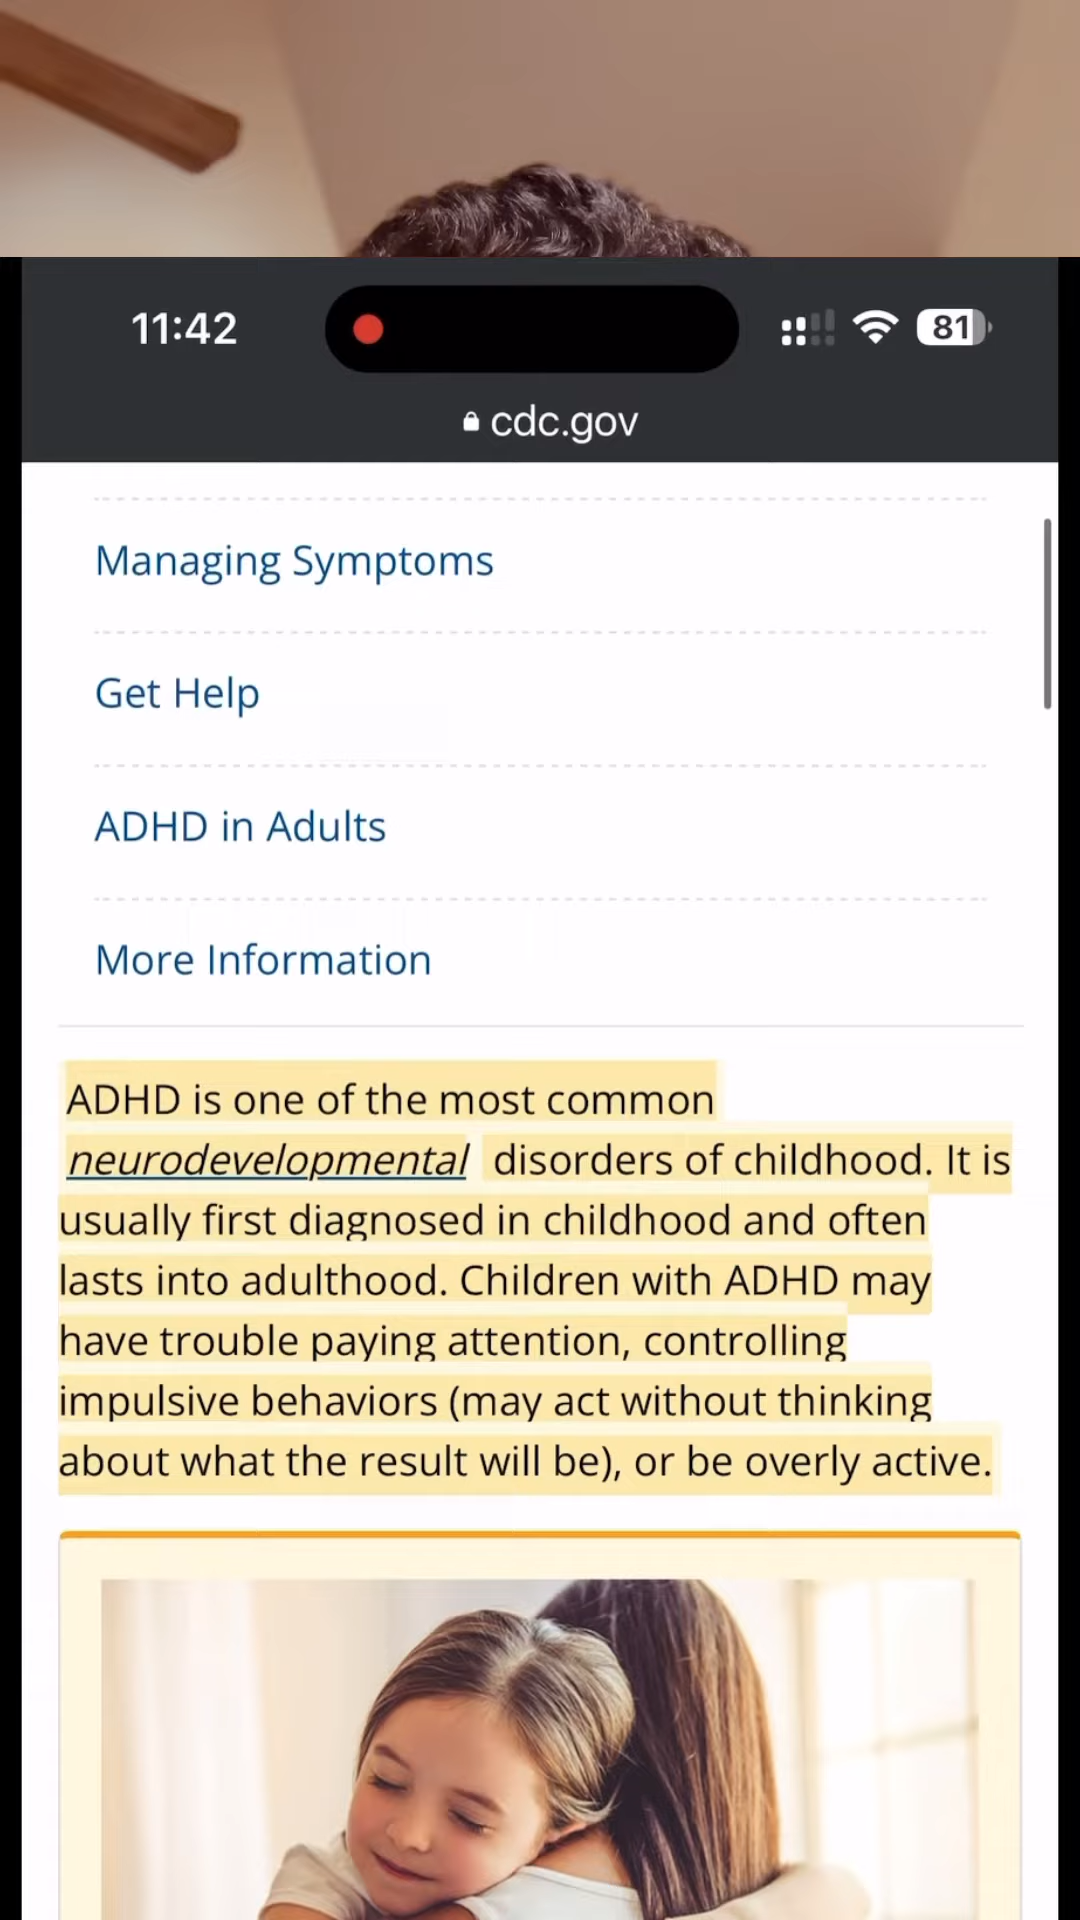 11:42
81
cdc.gov
Managing Symptoms
Get Help
ADHD in Adults
More Information
ADHD is one of the most common
neurodevelopmental disorders of childhood. It is
usually first diagnosed in childhood and often
lasts into adulthood. Children with ADHD may
have trouble paying attention, controlling
impulsive behaviors (may act without thinking
about what the result will be), or be overly active.